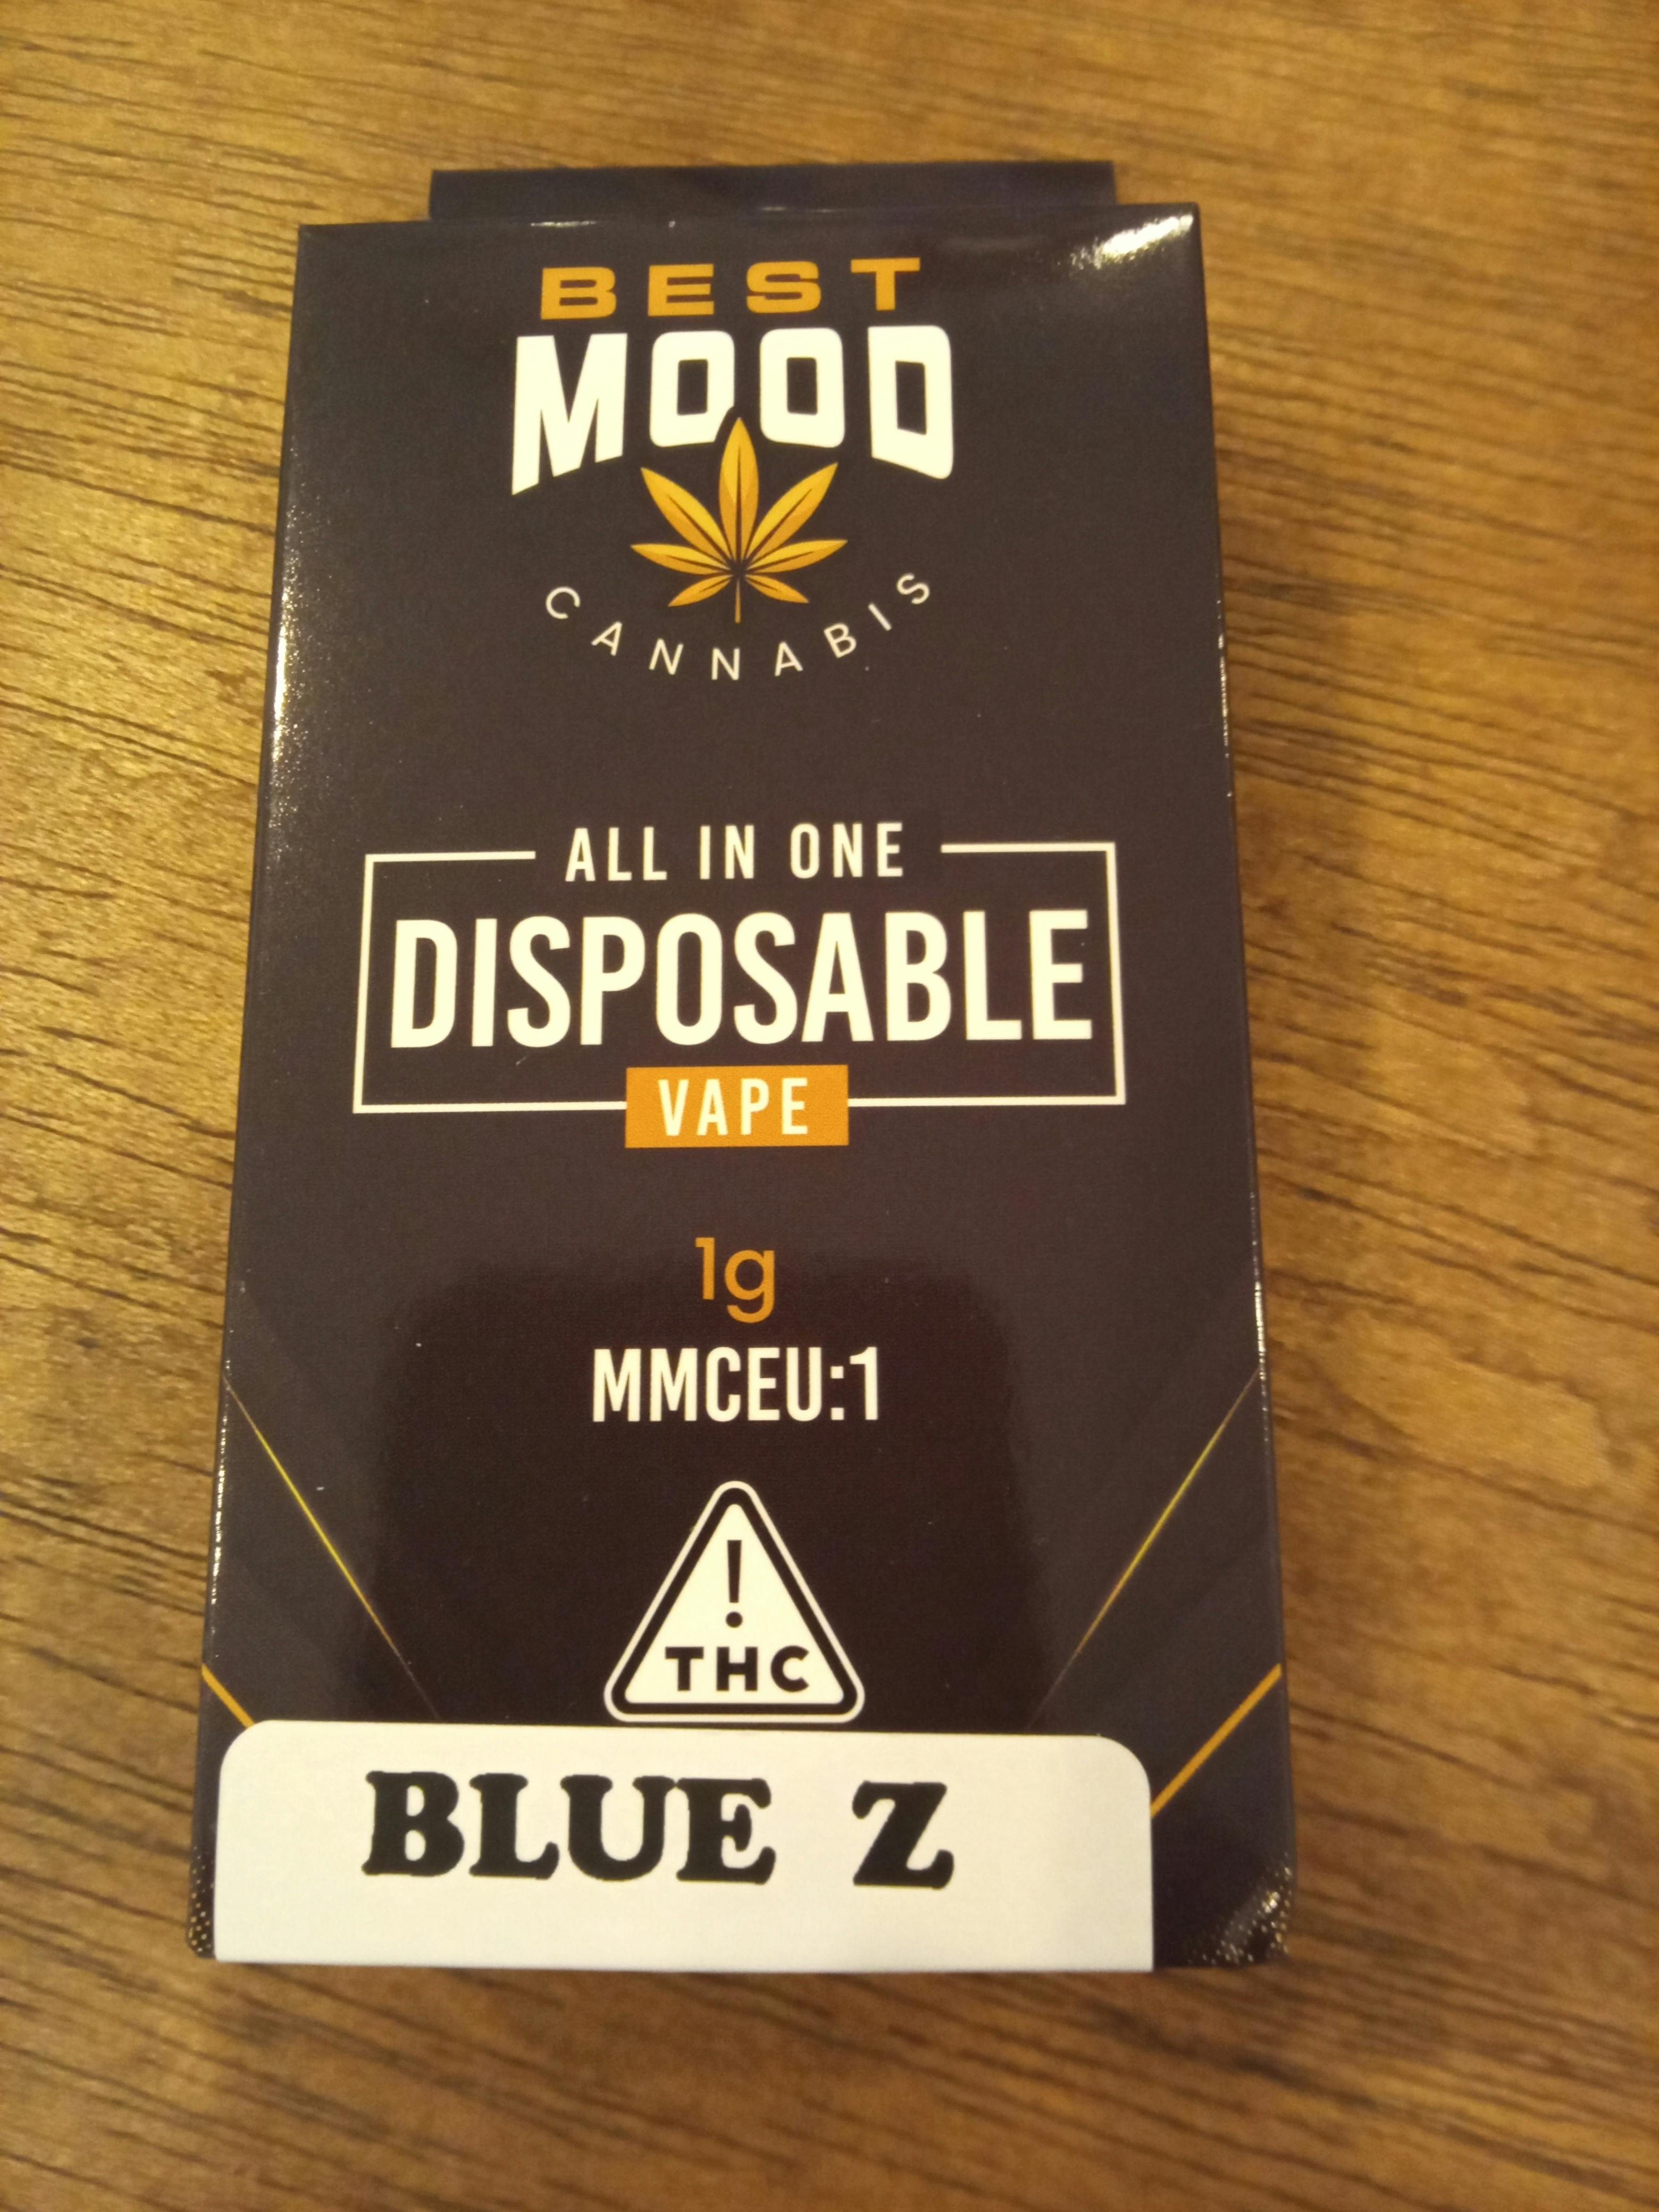 BEST
MOOD
CANNABIS
ALL IN ONE
DISPOSABLE
VAPE
1g
MMCEU:1
!
THC
BLUE Z